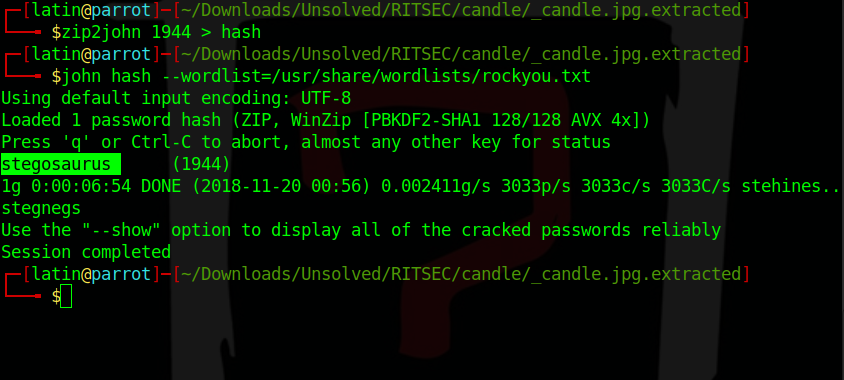 ┌─[latin@parrot]─[~/Downloads/Unsolved/RITSEC/candle/_candle.jpg.extracted]
└──╼ $zip2john 1944 > hash
┌─[latin@parrot]─[~/Downloads/Unsolved/RITSEC/candle/_candle.jpg.extracted]
└──╼ $john hash --wordlist=/usr/share/wordlists/rockyou.txt
Using default input encoding: UTF-8
Loaded 1 password hash (ZIP, WinZip [PBKDF2-SHA1 128/128 AVX 4x])
Press 'q' or Ctrl-C to abort, almost any other key for status
stegosaurus      (1944)
1g 0:00:06:54 DONE (2018-11-20 00:56) 0.002411g/s 3033p/s 3033c/s 3033C/s stehines..
stegnegs
Use the "--show" option to display all of the cracked passwords reliably
Session completed
┌─[latin@parrot]─[~/Downloads/Unsolved/RITSEC/candle/_candle.jpg.extracted]
└──╼ $